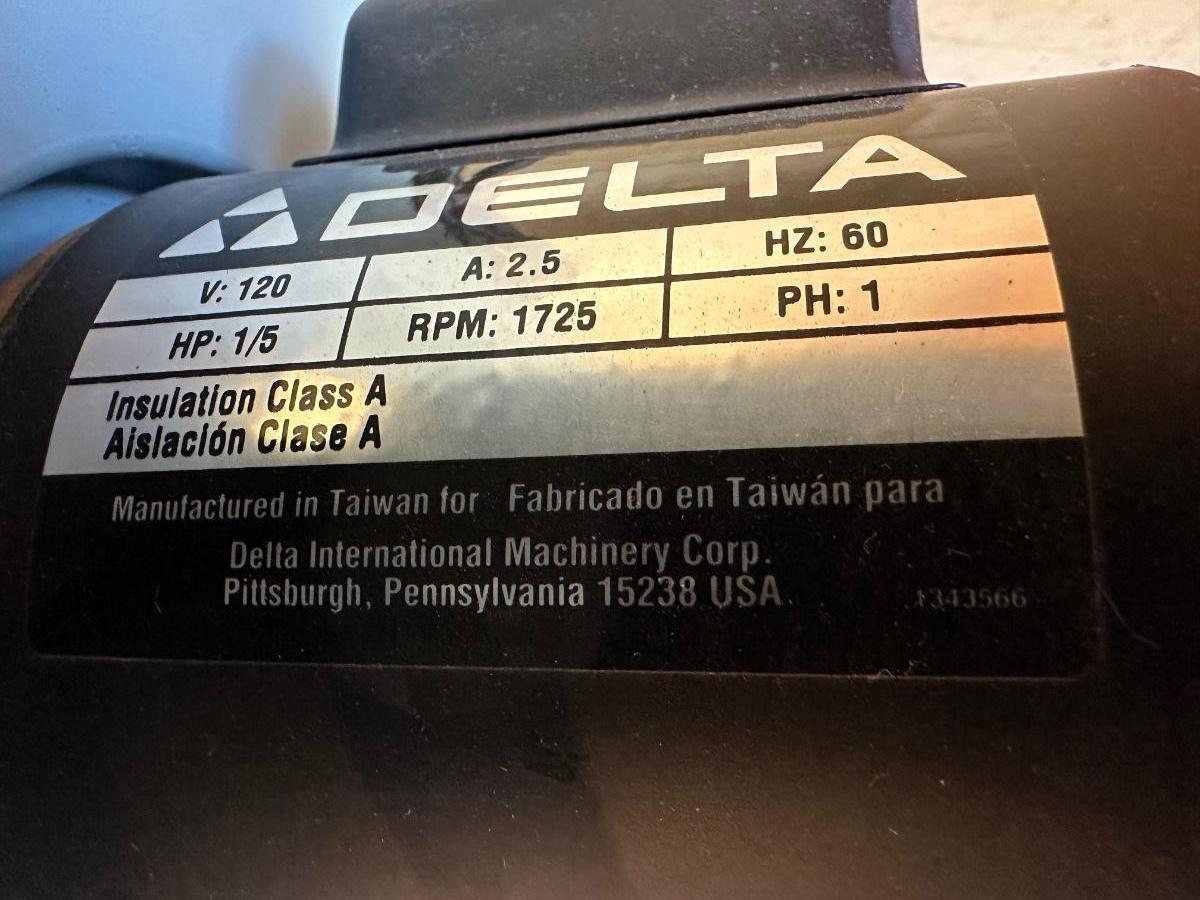 DELTA
V: 120 A: 2.5 HZ: 60
HP: 1/5 RPM: 1725 PH: 1
Insulation Class A
Aislación Clase A
Manufactured in Taiwan for Fabricado en Taiwán para
Delta International Machinery Corp.
Pittsburgh, Pennsylvania 15238 USA
1343566